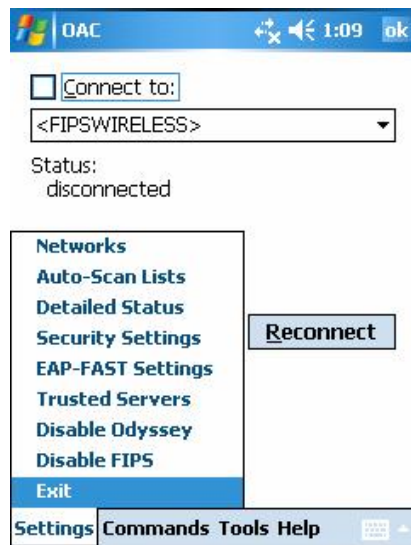 OAC 1:09 ok
Connect to:
<FIPSWIRELESS>
Status:
disconnected
Networks
Auto-Scan Lists
Detailed Status
Security Settings
EAP-FAST Settings
Trusted Servers
Disable Odyssey
Disable FIPS
Exit
Reconnect
Settings Commands Tools Help